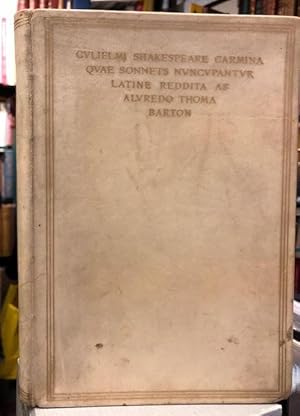 GVLIELMI SHAKESPEARE CARMINA
QVAE SONNETS NVNCVPANTVR
LATINE REDDITA AB
ALVREDO THOMA
BARTON